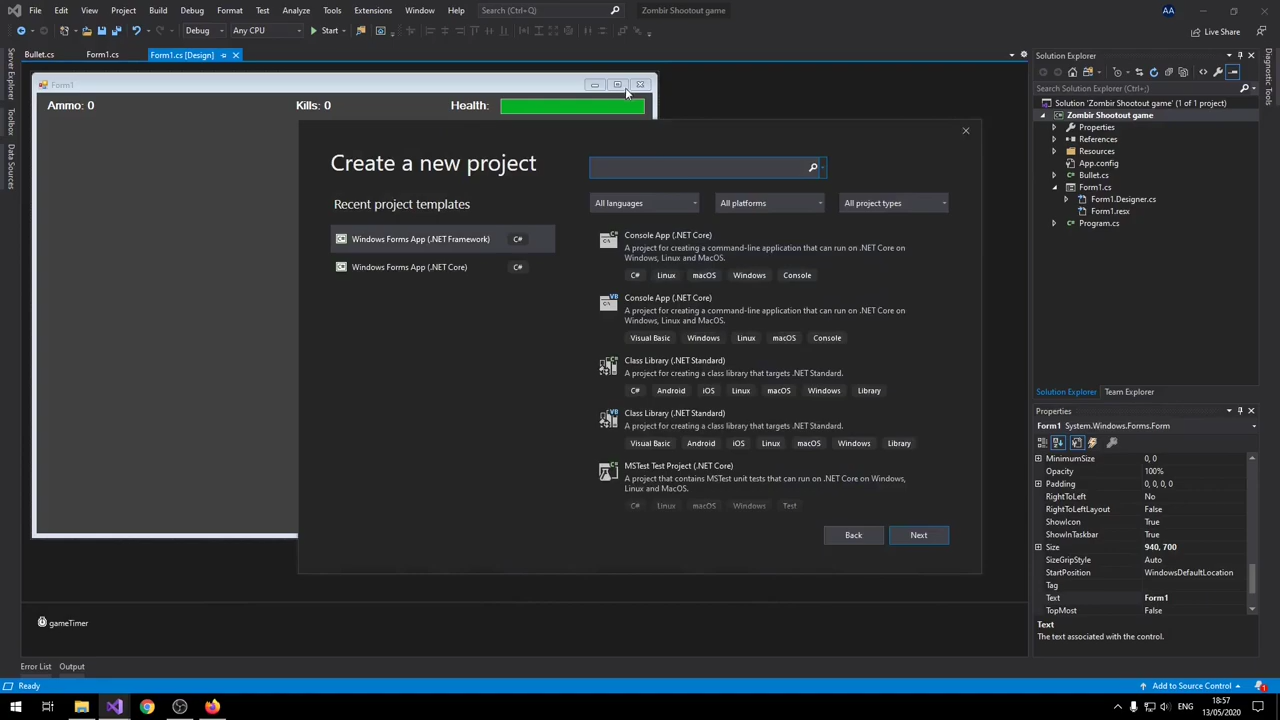 File Edit View Project Build Debug Format Test Analyze Tools Extensions Window Help Search (Ctrl+Q) Zombir Shootout game AA
Debug Any CPU Start Live Share
Bullet.cs Form1.cs Form1.cs [Design]
Server Explorer
Toolbox
Data Sources
Diagnostic Tools
Form1
Ammo: 0 Kills: 0 Health:
Create a new project
Recent project templates
Windows Forms App (.NET Framework) C#
Windows Forms App (.NET Core) C#
All languages All platforms All project types
Console App (.NET Core)
A project for creating a command-line application that can run on .NET Core on
Windows, Linux and MacOS.
C# Linux macOS Windows Console
Console App (.NET Core)
A project for creating a command-line application that can run on .NET Core on
Windows, Linux and MacOS.
Visual Basic Windows Linux macOS Console
Class Library (.NET Standard)
A project for creating a class library that targets .NET Standard.
C# Android iOS Linux macOS Windows Library
Class Library (.NET Standard)
A project for creating a class library that targets .NET Standard.
Visual Basic Android iOS Linux macOS Windows Library
MSTest Test Project (.NET Core)
A project that contains MSTest unit tests that can run on .NET Core on Windows,
Linux and MacOS.
C# Linux macOS Windows Test
Back Next
gameTimer
Solution Explorer
Search Solution Explorer (Ctrl+;)
Solution 'Zombir Shootout game' (1 of 1 project)
Zombir Shootout game
Properties
References
Resources
App.config
Bullet.cs
Form1.cs
Form1.Designer.cs
Form1.resx
Program.cs
Solution Explorer Team Explorer
Properties
Form1 System.Windows.Forms.Form
MinimumSize 0, 0
Opacity 100%
Padding 0, 0, 0, 0
RightToLeft No
RightToLeftLayout False
ShowIcon True
ShowInTaskbar True
Size 940, 700
SizeGripStyle Auto
StartPosition WindowsDefaultLocation
Tag
Text Form1
TopMost False
Text
The text associated with the control.
Error List Output
Ready Add to Source Control 1
ENG 18:57
13/05/2020